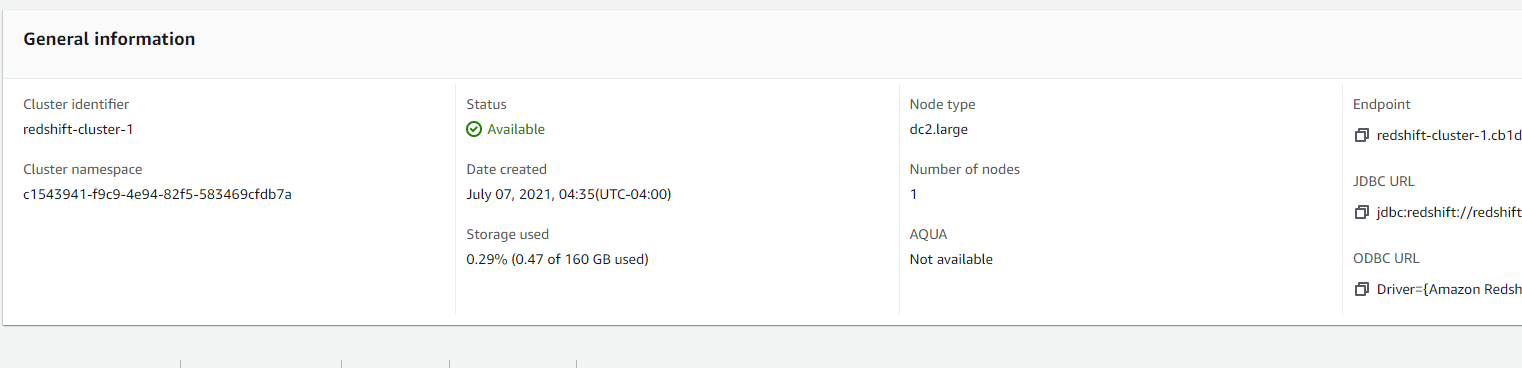 General information
Cluster identifier
redshift-cluster-1
Cluster namespace
c1543941-f9c9-4e94-82f5-583469cfdb7a
Status
Available
Date created
July 07, 2021, 04:35(UTC-04:00)
Storage used
0.29% (0.47 of 160 GB used)
Node type
dc2.large
Number of nodes
1
AQUA
Not available
Endpoint
redshift-cluster-1.cb1d
JDBC URL
jdbc:redshift://redshift
ODBC URL
Driver={Amazon Redsh